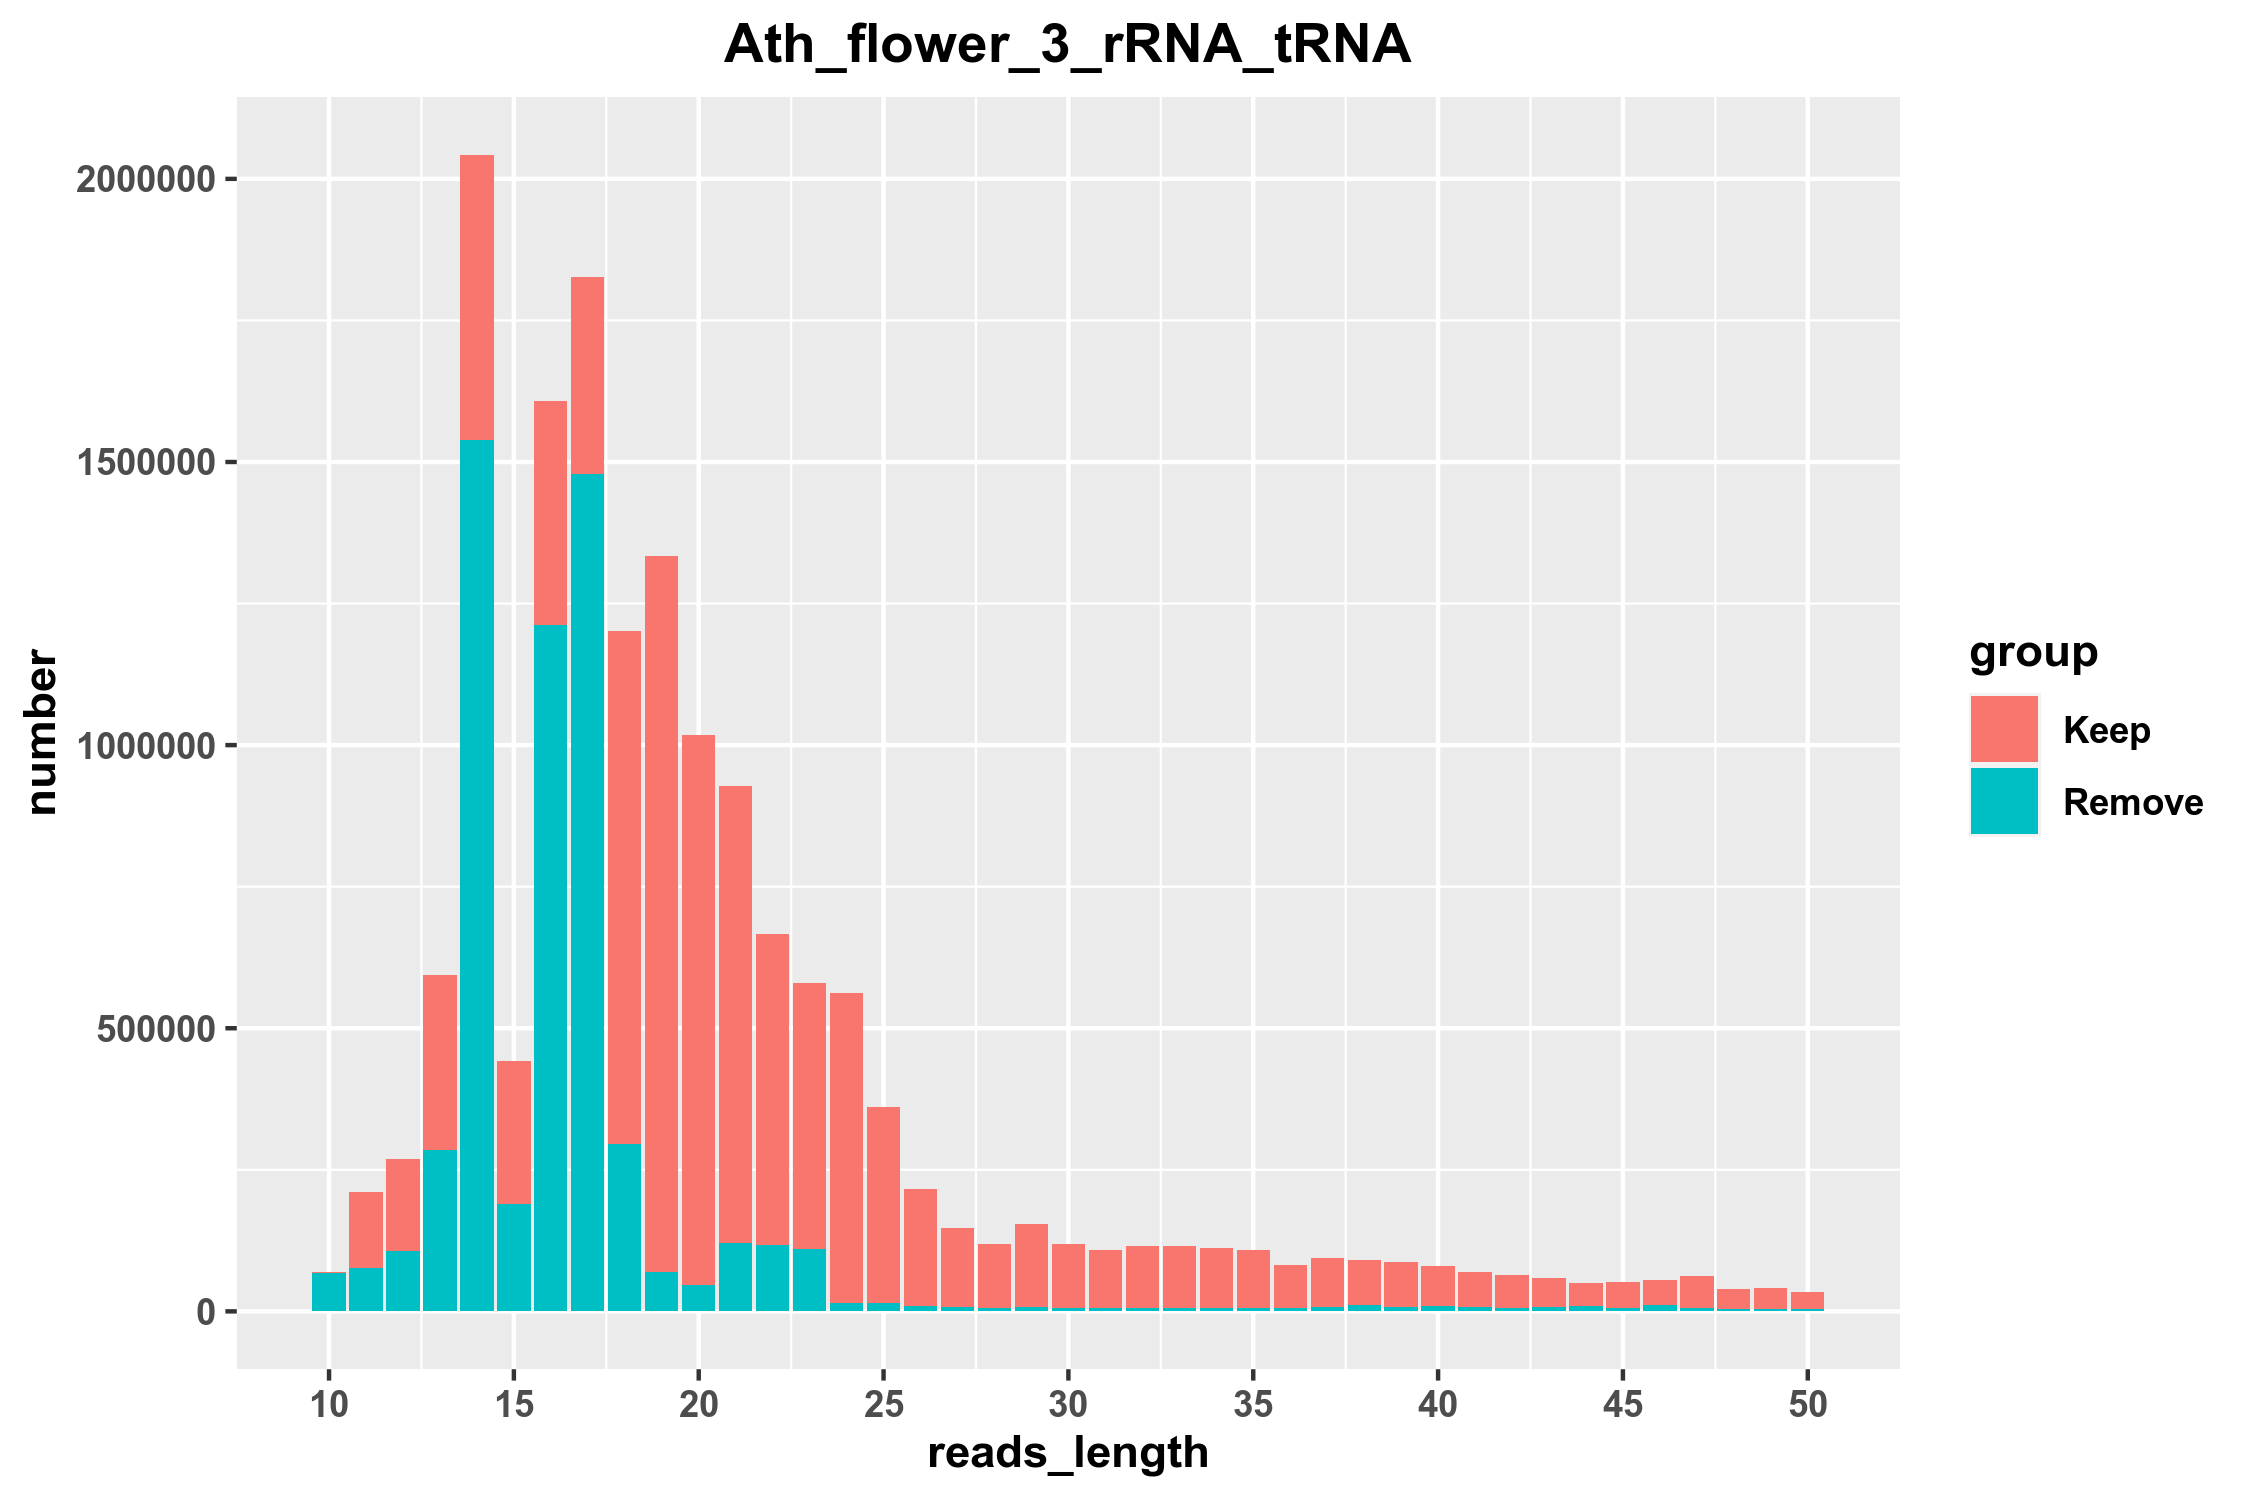 Ath_flower_3_rRNA_tRNA
2000000
1500000
1000000
500000
0
number
10 15 20 25 30 35 40 45 50
reads_length
group
Keep
Remove